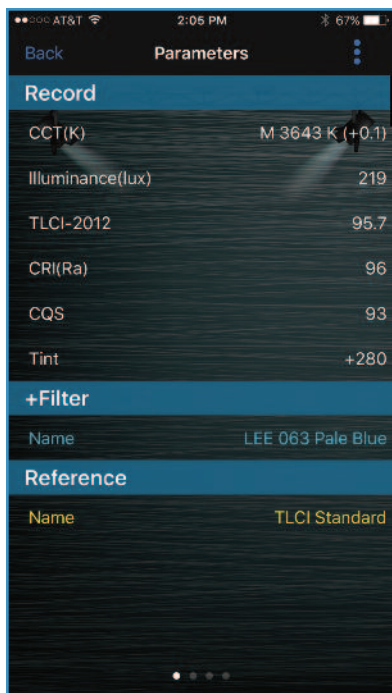 AT&T 2:05 PM 67%
Back Parameters
Record
CCT(K) M 3643 K (+0.1)
Illuminance(lux) 219
TLCI-2012 95.7
CRI(Ra) 96
CQS 93
Tint +280
+Filter
Name LEE 063 Pale Blue
Reference
Name TLCI Standard